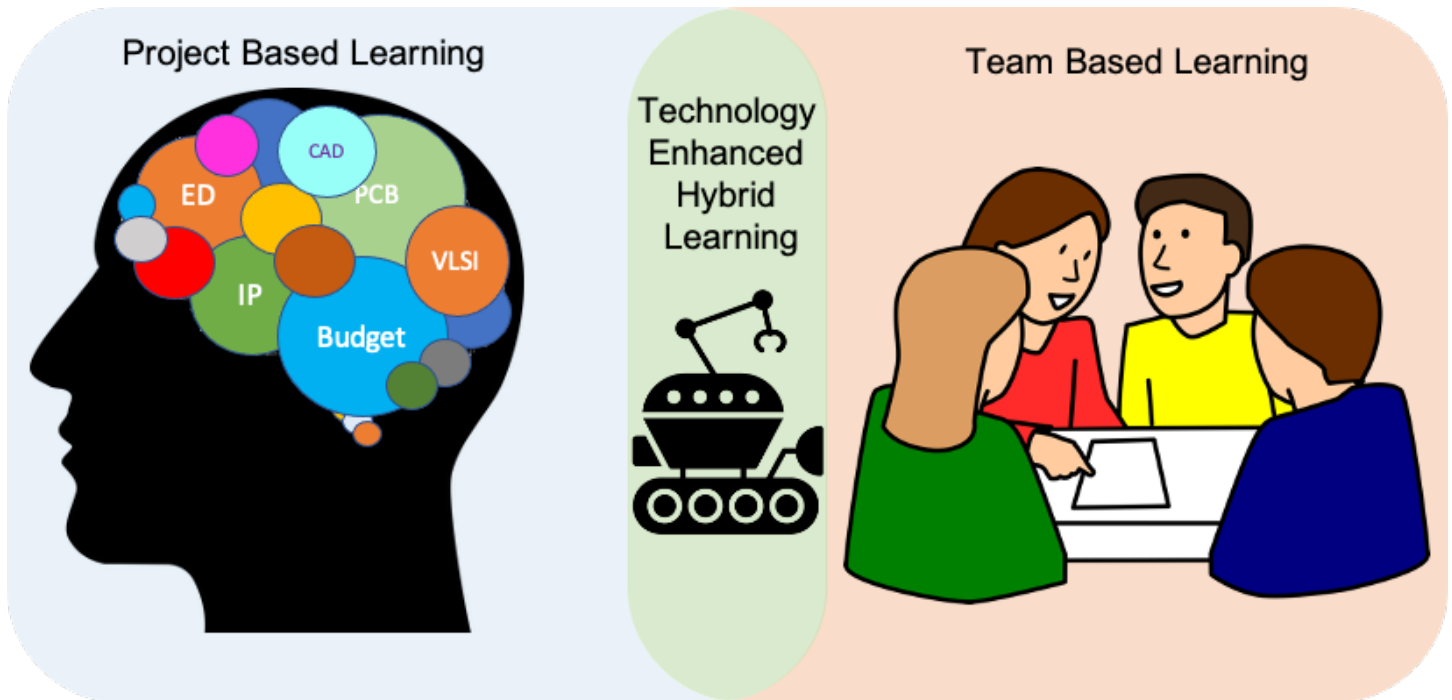 Project Based Learning
CAD
ED
PCB
VLSI
IP
Budget
Technology
Enhanced
Hybrid
Learning
Team Based Learning